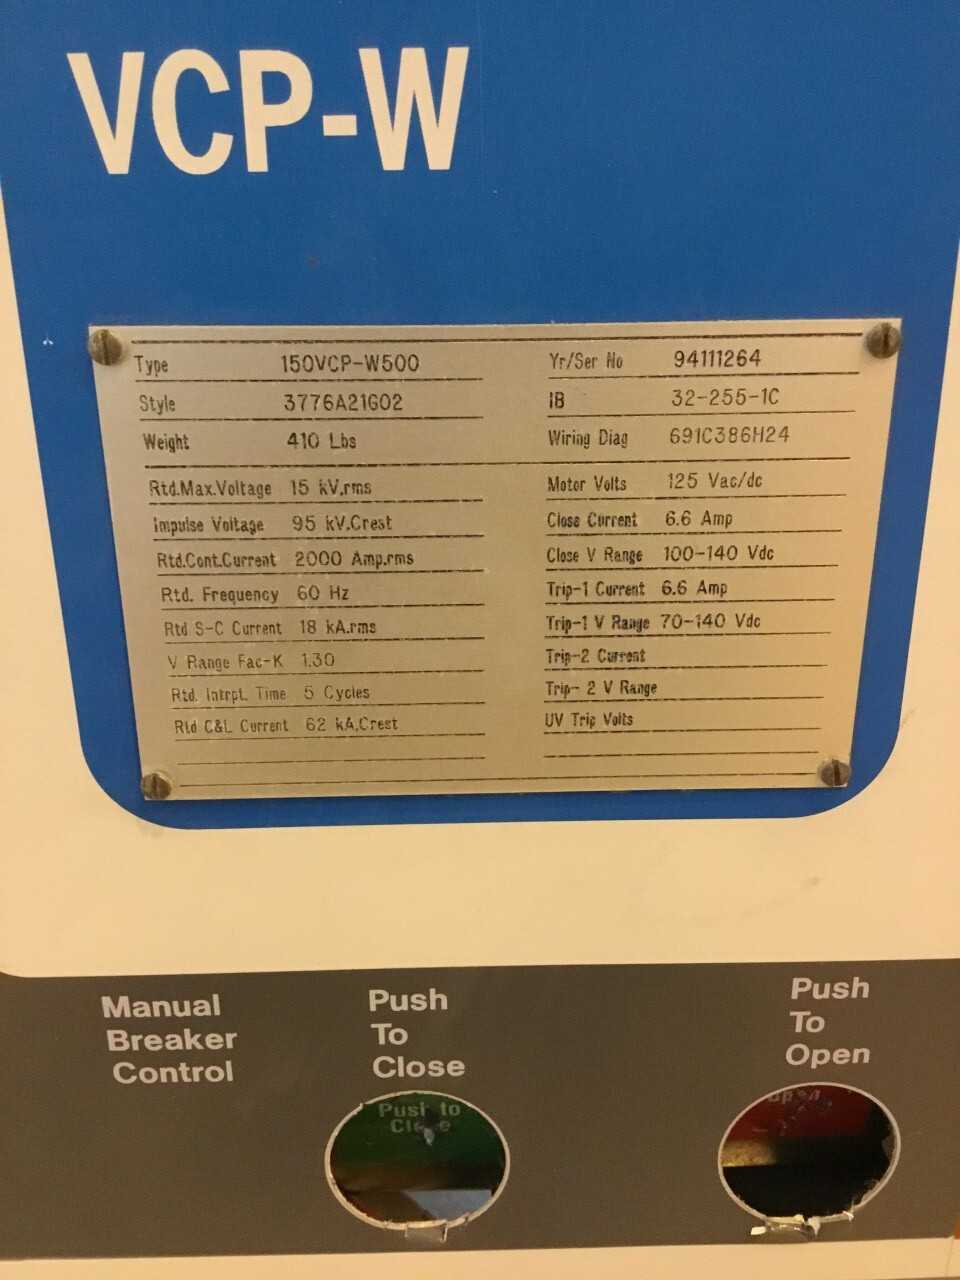 VCP-W
Type 150VCP-W500
Style 3776A21G02
Weight 410 Lbs
Yr/Ser No 94111264
IB 32-255-1C
Wiring Diag 691C386H24
Rtd.Max.Voltage 15 kV.rms
Impulse Voltage 95 kV.Crest
Rtd.Cont.Current 2000 Amp.rms
Rtd. Frequency 60 Hz
Rtd S-C Current 18 kA.rms
V Range Fac-K 1.30
Rtd. Intrpt. Time 5 Cycles
Rtd C&L Current 62 kA.Crest
Motor Volts 125 Vac/dc
Close Current 6.6 Amp
Close V Range 100-140 Vdc
Trip-1 Current 6.6 Amp
Trip-1 V Range 70-140 Vdc
Trip-2 Current
Trip- 2 V Range
UV Trip Volts
Manual
Breaker
Control
Push
To
Close
Push to
Close
Push
To
Open
Open